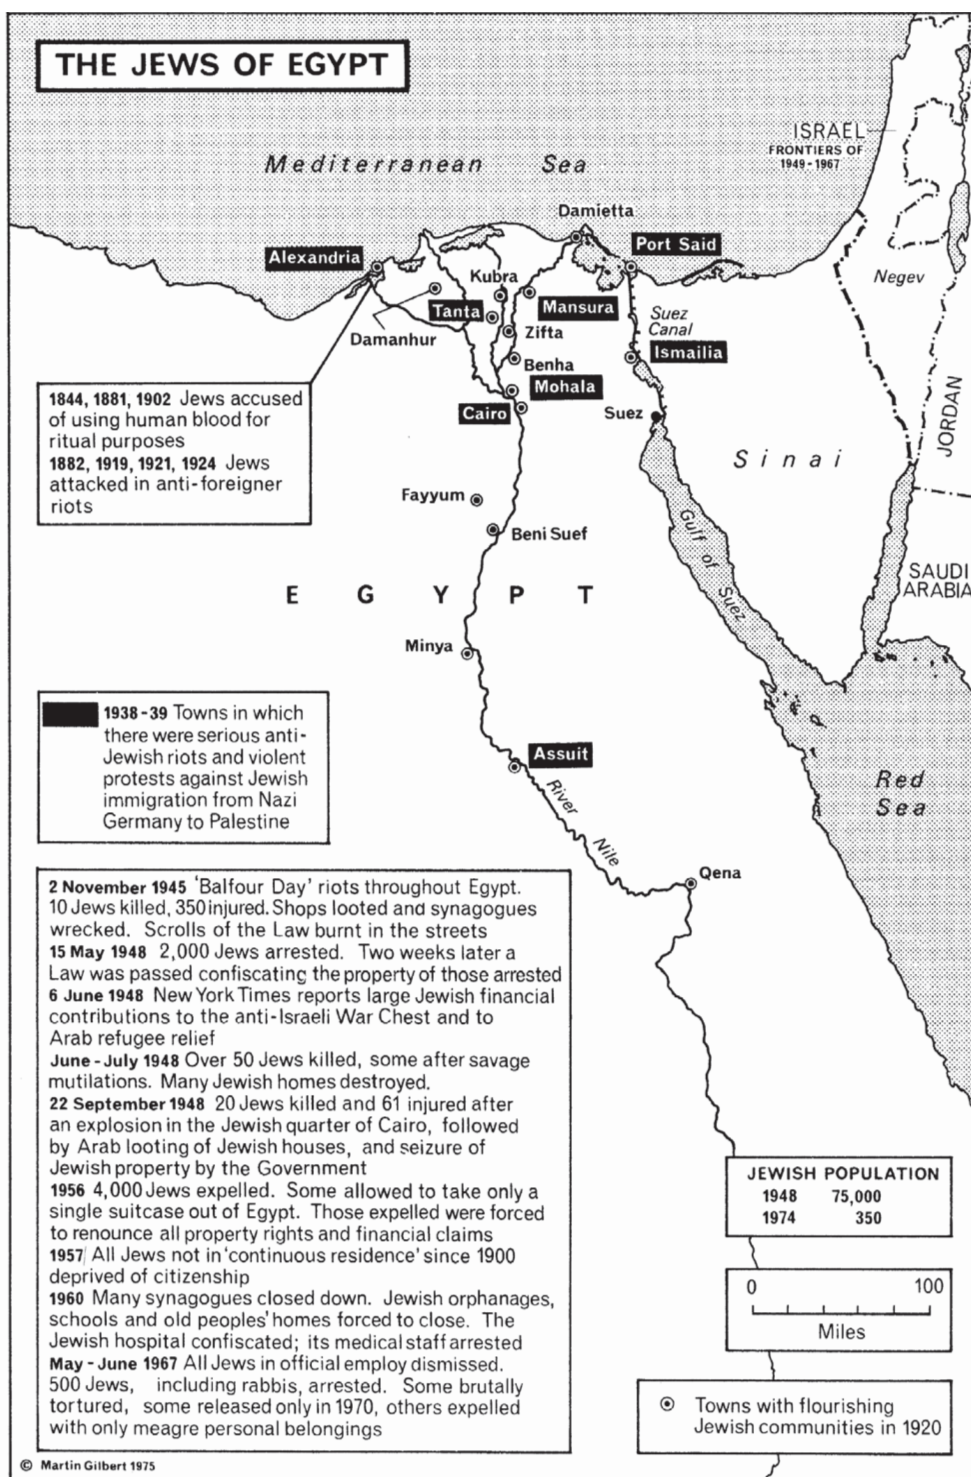 THE JEWS OF EGYPT
ISRAEL
FRONTIERS OF
1949-1967
Mediterranean Sea
Damietta
Alexandria
Port Said
Kubra
Negev
Tanta
Mansura
Suez
Canal
Damanhur
Zifta
Ismailia
Benha
Mohala
Cairo
Suez
JORDAN
Sinai
1844, 1881, 1902 Jews accused
of using human blood for
ritual purposes
1882, 1919, 1921, 1924 Jews
attacked in anti-foreigner
riots
Fayyum
Beni Suef
Gulf of Suez
SAUDI
ARABIA
EGYPT
Minya
1938-39 Towns in which
there were serious anti-
Jewish riots and violent
protests against Jewish
immigration from Nazi
Germany to Palestine
Assuit
River Nile
Red
Sea
Qena
2 November 1945 'Balfour Day' riots throughout Egypt.
10 Jews killed, 350 injured. Shops looted and synagogues
wrecked. Scrolls of the Law burnt in the streets
15 May 1948 2,000 Jews arrested. Two weeks later a
Law was passed confiscating the property of those arrested
6 June 1948 New York Times reports large Jewish financial
contributions to the anti-Israeli War Chest and to
Arab refugee relief
June-July 1948 Over 50 Jews killed, some after savage
mutilations. Many Jewish homes destroyed.
22 September 1948 20 Jews killed and 61 injured after
an explosion in the Jewish quarter of Cairo, followed
by Arab looting of Jewish houses, and seizure of
Jewish property by the Government
1956 4,000 Jews expelled. Some allowed to take only a
single suitcase out of Egypt. Those expelled were forced
to renounce all property rights and financial claims
1957 All Jews not in 'continuous residence' since 1900
deprived of citizenship
1960 Many synagogues closed down. Jewish orphanages,
schools and old peoples' homes forced to close. The
Jewish hospital confiscated; its medical staff arrested
May-June 1967 All Jews in official employ dismissed.
500 Jews, including rabbis, arrested. Some brutally
tortured, some released only in 1970, others expelled
with only meagre personal belongings
JEWISH POPULATION
1948 75,000
1974 350
0 100
Miles
Towns with flourishing
Jewish communities in 1920
© Martin Gilbert 1975